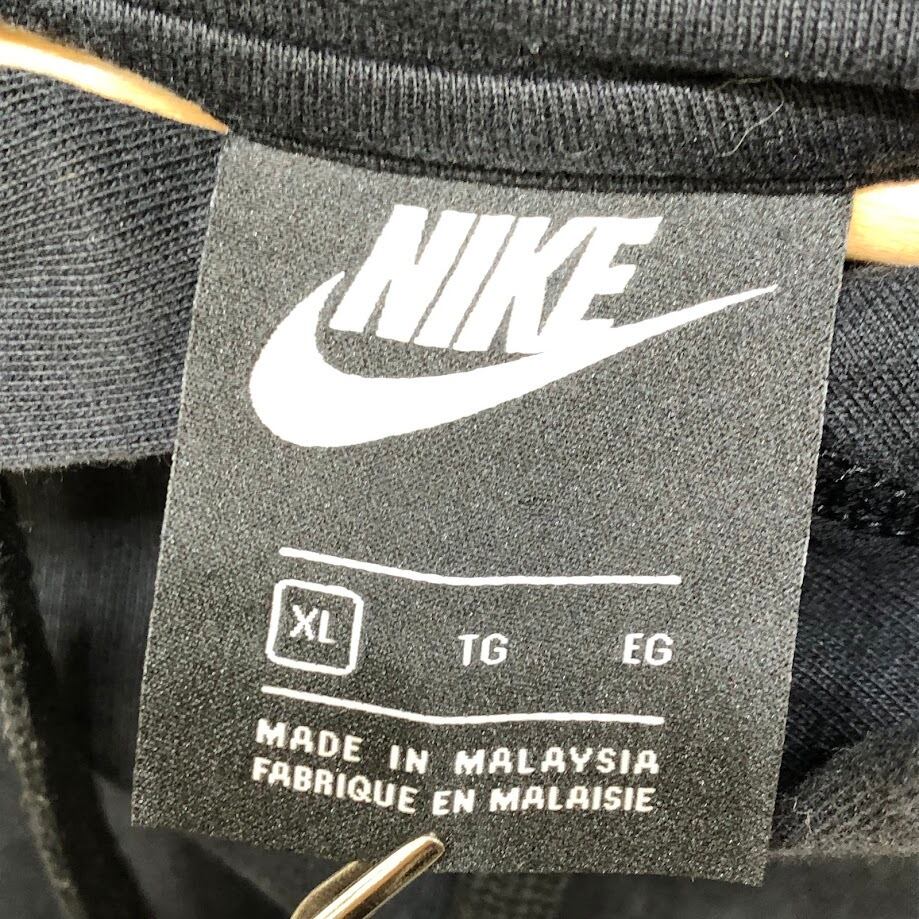 NIKE
XL TG EG
MADE IN MALAYSIA
FABRIQUE EN MALAISIE